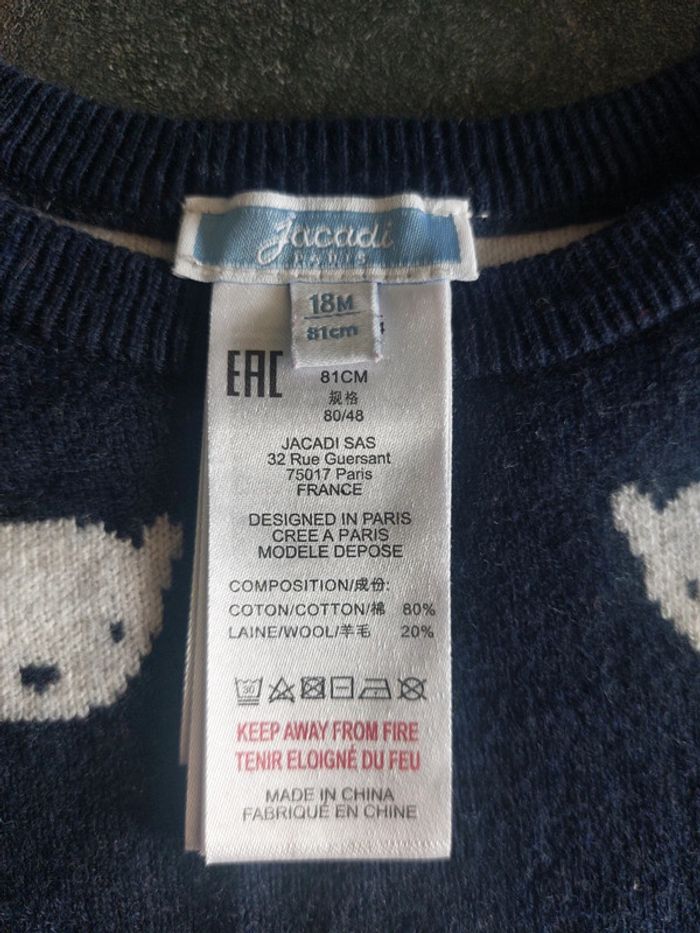 jacadi
PARIS
18M
81cm
EAC
81CM
规格
80/48
JACADI SAS
32 Rue Guersant
75017 Paris
FRANCE
DESIGNED IN PARIS
CREE A PARIS
MODELE DEPOSE
COMPOSITION/成份:
COTON/COTTON/棉 80%
LAINE/WOOL/羊毛 20%
30
KEEP AWAY FROM FIRE
TENIR ELOIGNÉ DU FEU
MADE IN CHINA
FABRIQUÉ EN CHINE